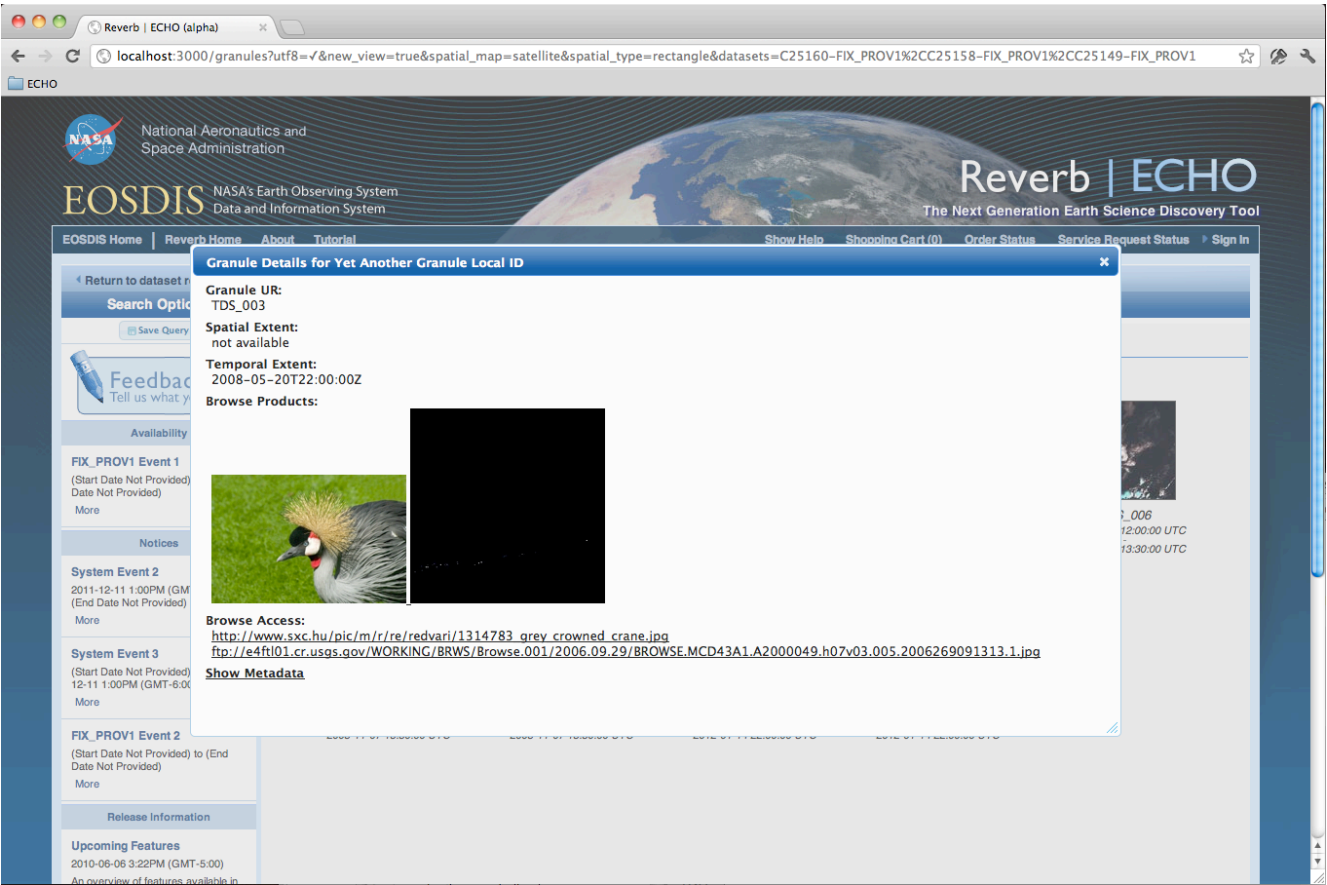 Reverb | ECHO (alpha)
localhost:3000/granules?utf8=✓&new_view=true&spatial_map=satellite&spatial_type=rectangle&datasets=C25160-FIX_PROV1%2CC25158-FIX_PROV1%2CC25149-FIX_PROV1
ECHO
NASA
National Aeronautics and
Space Administration
EOSDIS NASA's Earth Observing System
Data and Information System
Reverb | ECHO
The Next Generation Earth Science Discovery Tool
EOSDIS Home | Reverb Home About Tutorial Show Help Shopping Cart (0) Order Status Service Request Status Sign In
Return to dataset
Search
Save Query
Tell us what
Availability
FIX_PROV1 Event 1
(Start Date Not Provided)
Date Not Provided)
More
Notices
System Event 2
2011-12-11 1:00PM
(End Date Not Provided)
More
System Event 3
(Start Date Not Provided)
12-11 1:00PM
More
FIX_PROV1 Event 2
(Start Date Not Provided) to (End
Date Not Provided)
More
Release Information
Upcoming Features
2010-06-06 3:22PM (GMT-5:00)
An overview of features available in
Granule Details for Yet Another Granule Local ID
Granule UR:
TDS_003
Spatial Extent:
not available
Temporal Extent:
2008-05-20T22:00:00Z
Browse Products:
Browse Access:
http://www.sxc.hu/pic/m/r/re/redvari/1314783_grey_crowned_crane.jpg
ftp://e4ftl01.cr.usgs.gov/WORKING/BRWS/Browse.001/2006.09.29/BROWSE.MCD43A1.A2000049.h07v03.005.2006269091313.1.jpg
Show Metadata
_006
12:00:00 UTC
-
13:30:00 UTC